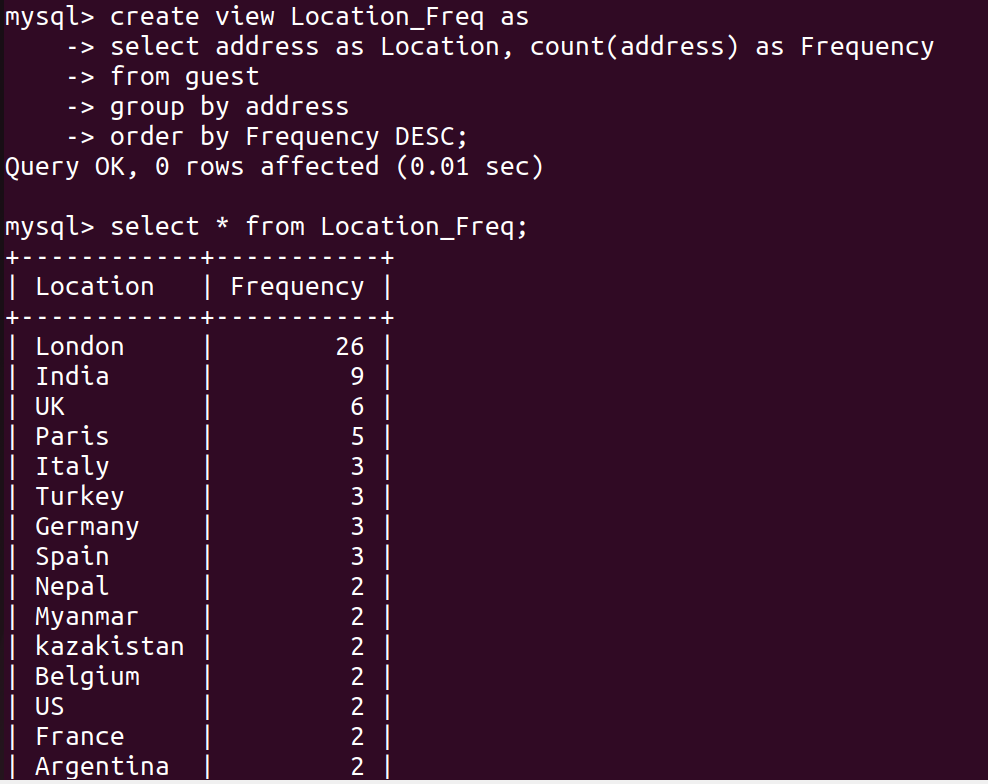 mysql> create view Location_Freq as
    -> select address as Location, count(address) as Frequency
    -> from guest
    -> group by address
    -> order by Frequency DESC;
Query OK, 0 rows affected (0.01 sec)

mysql> select * from Location_Freq;
+------------+-----------+
| Location   | Frequency |
+------------+-----------+
| London     |        26 |
| India      |         9 |
| UK         |         6 |
| Paris      |         5 |
| Italy      |         3 |
| Turkey     |         3 |
| Germany    |         3 |
| Spain      |         3 |
| Nepal      |         2 |
| Myanmar    |         2 |
| kazakistan |         2 |
| Belgium    |         2 |
| US         |         2 |
| France     |         2 |
| Argentina  |         2 |